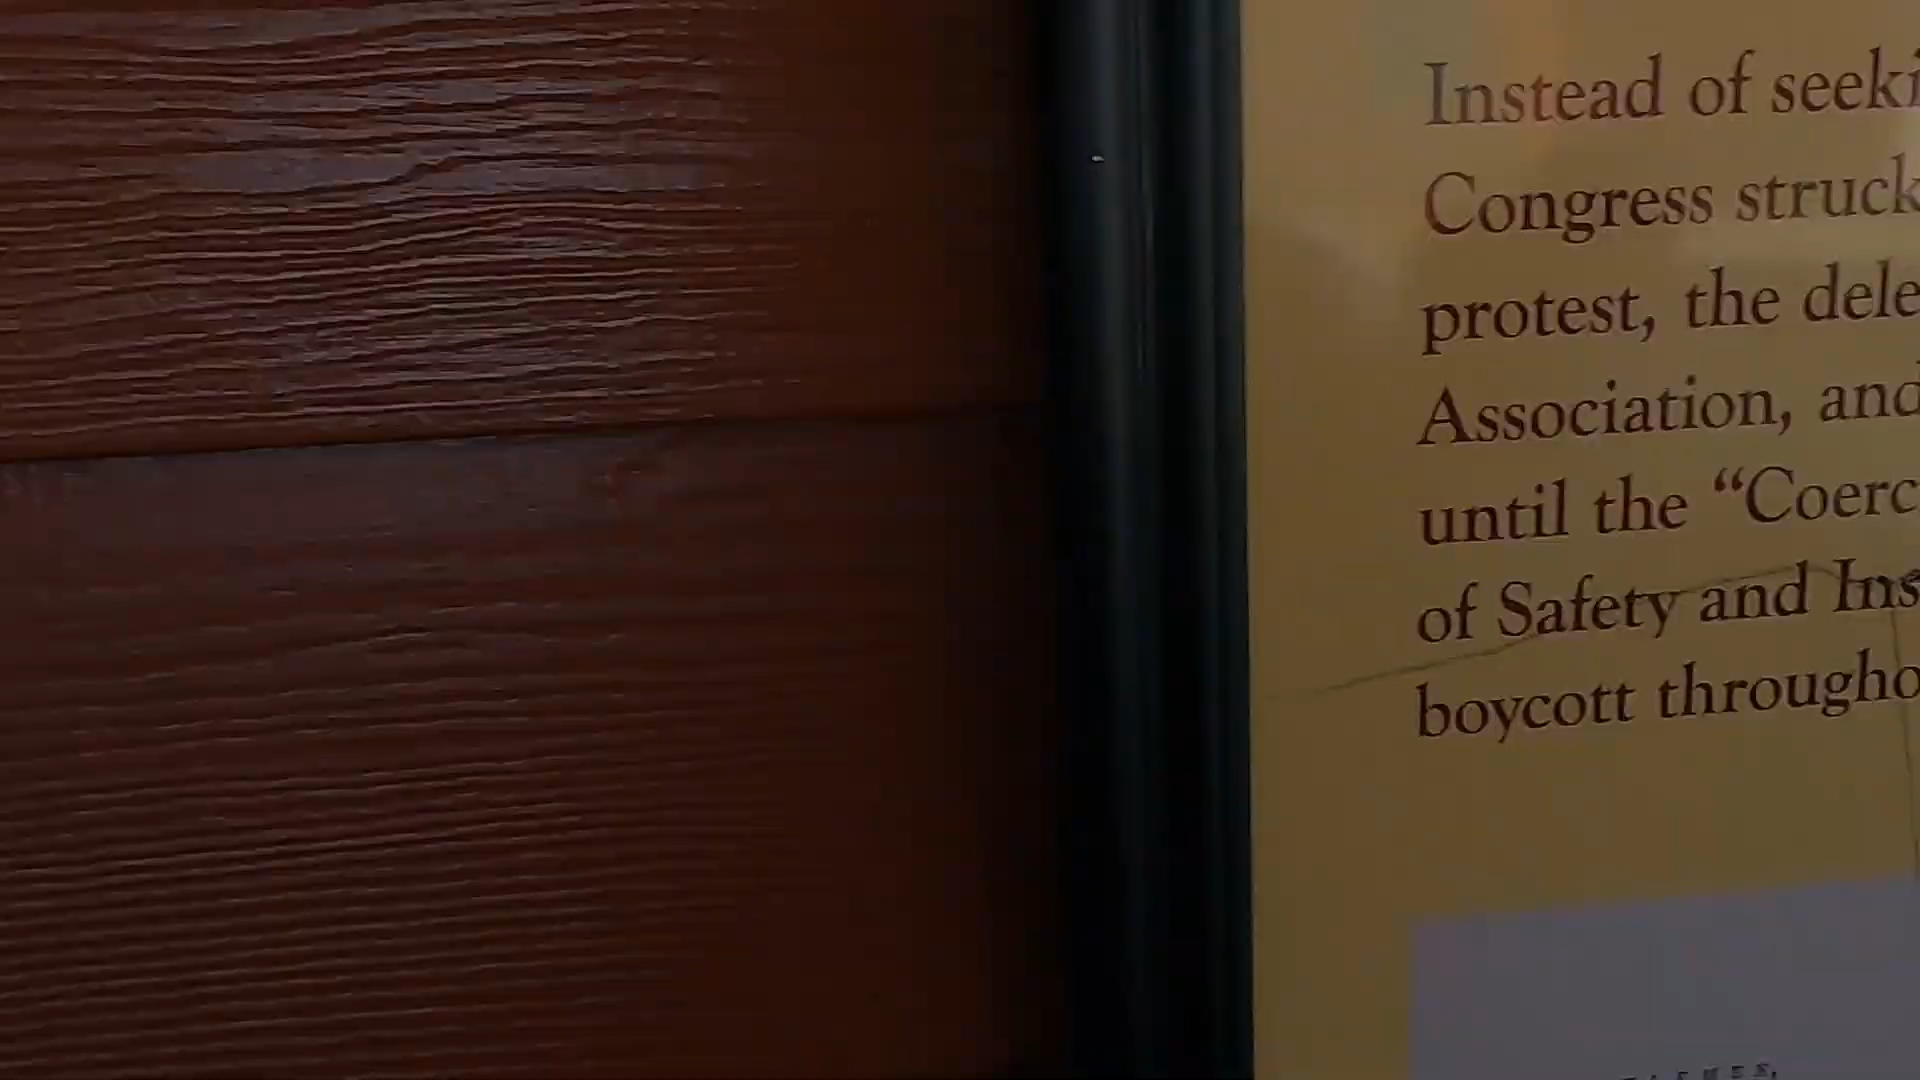 Instead of seeki
Congress struck
protest, the dele
Association, and
until the “Coerc
of Safety and Ins
boycott througho